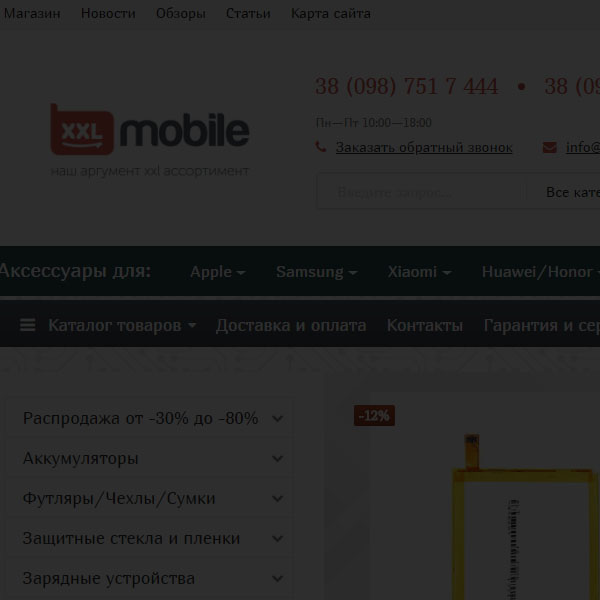 Магазин Новости Обзоры Статьи Карта сайта
38 (098) 751 7 444 • 38 (09
XXL mobile
наш аргумент xxl ассортимент
Пн—Пт 10:00—18:00
Заказать обратный звонок info@
Введите запрос... Все кате
Аксессуары для: Apple Samsung Xiaomi Huawei/Honor
Каталог товаров Доставка и оплата Контакты Гарантия и сер
Распродажа от -30% до -80%
-12%
Аккумуляторы
Футляры/Чехлы/Сумки
Защитные стекла и пленки
Зарядные устройства